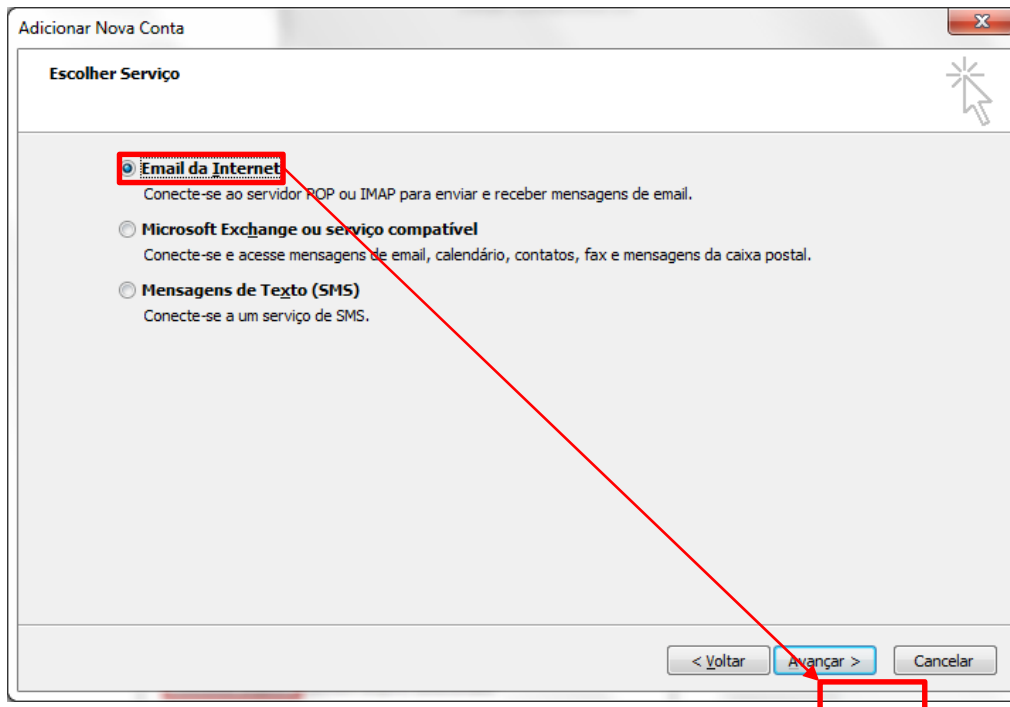 Adicionar Nova Conta
Escolher Serviço
Email da Internet
Conecte-se ao servidor POP ou IMAP para enviar e receber mensagens de email.
Microsoft Exchange ou serviço compatível
Conecte-se e acesse mensagens de email, calendário, contatos, fax e mensagens da caixa postal.
Mensagens de Texto (SMS)
Conecte-se a um serviço de SMS.
< Voltar Avançar > Cancelar